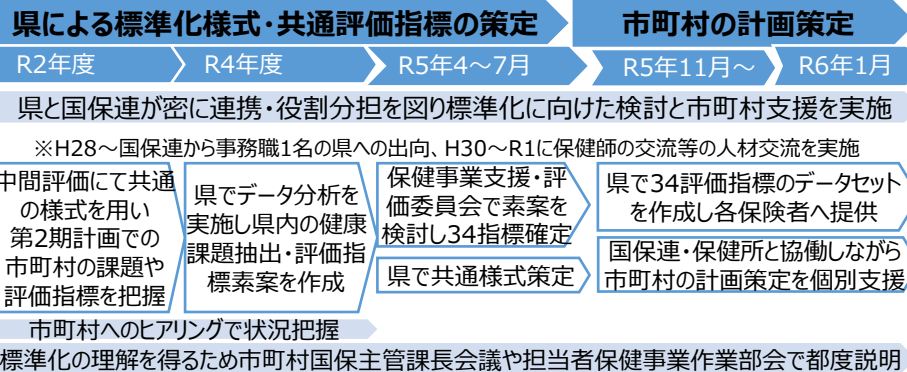 県による標準化様式・共通評価指標の策定
市町村の計画策定
R2年度
R4年度
R5年4～7月
R5年11月～
R6年1月
県と国保連が密に連携・役割分担を図り標準化に向けた検討と市町村支援を実施
※H28～国保連から事務職1名の県への出向、H30～R1に保健師の交流等の人材交流を実施
中間評価にて共通
の様式を用い
第2期計画での
市町村の課題や
評価指標を把握
県でデータ分析を
実施し県内の健康
課題抽出・評価指
標素案を作成
保健事業支援・評
価委員会で素案を
検討し34指標確定
県で共通様式策定
県で34評価指標のデータセット
を作成し各保険者へ提供
国保連・保健所と協働しながら
市町村の計画策定を個別支援
市町村へのヒアリングで状況把握
標準化の理解を得るため市町村国保主管課長会議や担当者保健事業作業部会で都度説明